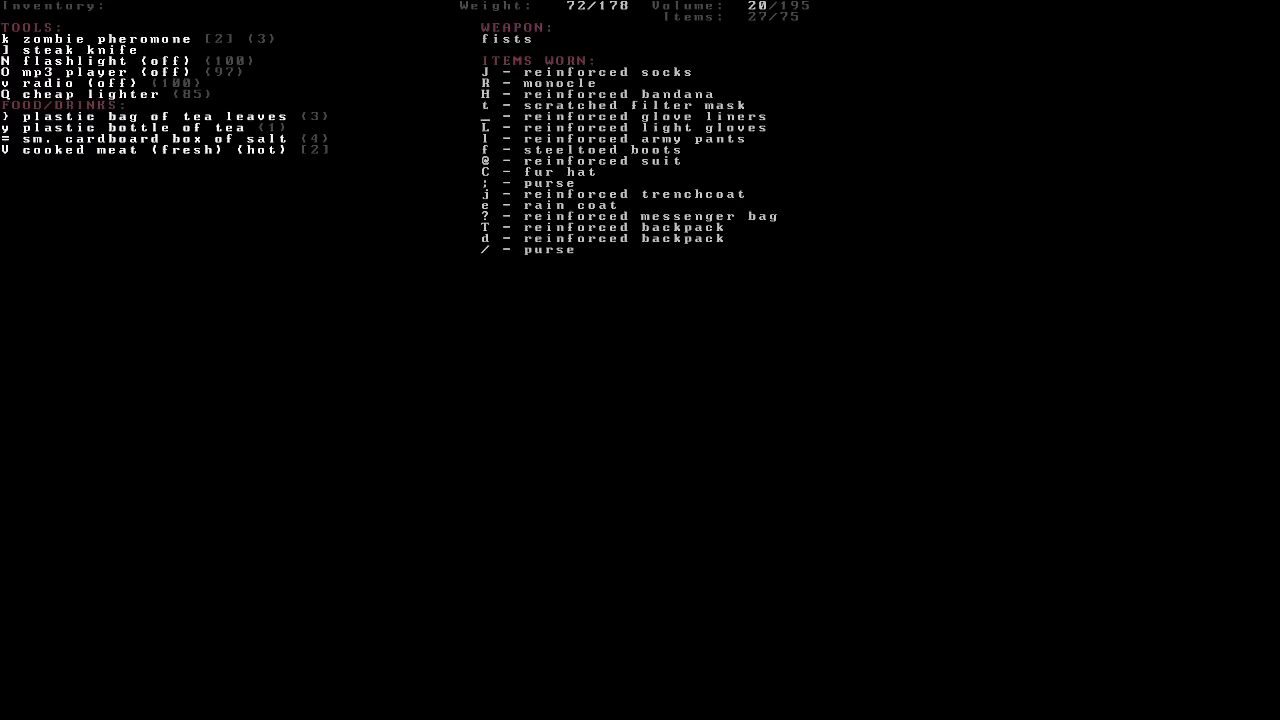 Inventory: Weight: 72/178 Volume: 20/195
Items: 27/75
TOOLS:
k zombie pheromone [2] (3)
] steak knife
N flashlight (off) (100)
O mp3 player (off) (97)
v radio (off) (100)
Q cheap lighter (85)
FOOD/DRINKS:
} plastic bag of tea leaves (3)
y plastic bottle of tea (1)
= sm. cardboard box of salt (4)
V cooked meat (fresh) (hot) [2]
WEAPON:
fists
ITEMS WORN:
J - reinforced socks
R - monocle
H - reinforced bandana
t - scratched filter mask
_ - reinforced glove liners
L - reinforced light gloves
l - reinforced army pants
f - steeltoed boots
@ - reinforced suit
C - fur hat
; - purse
j - reinforced trenchcoat
e - rain coat
? - reinforced messenger bag
T - reinforced backpack
d - reinforced backpack
/ - purse